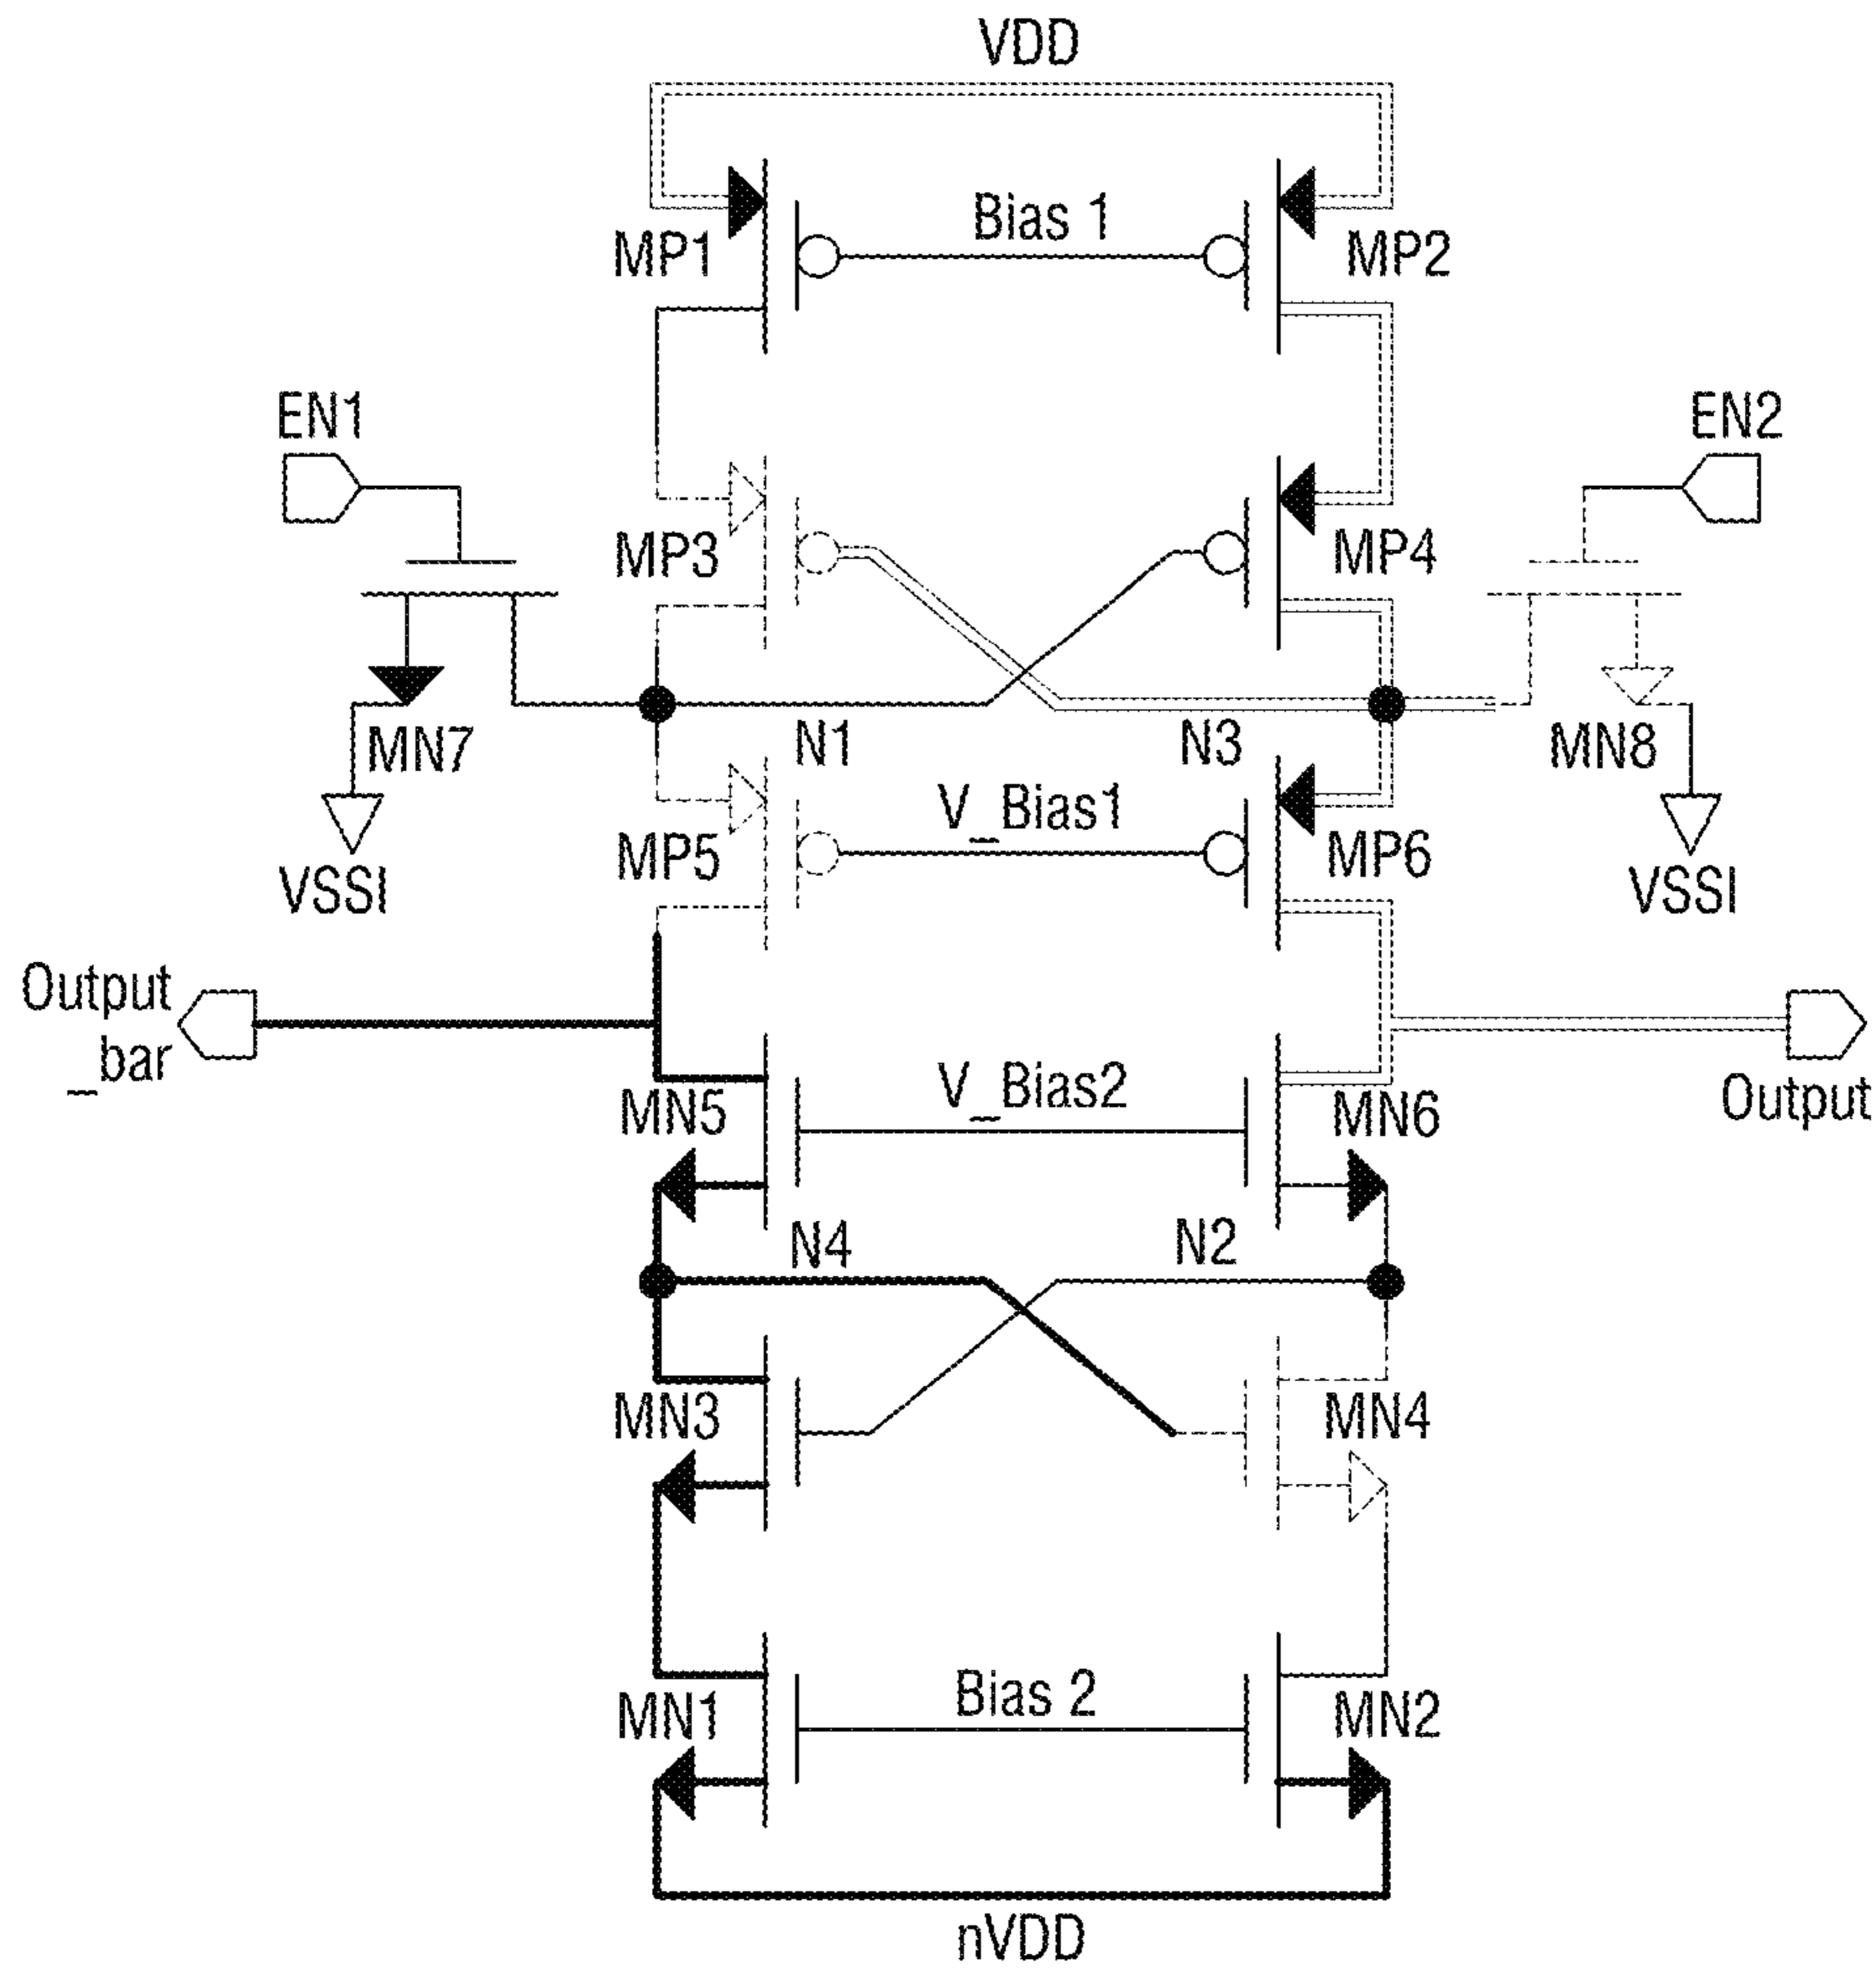 VDD
Bias 1
MP1
MP2
EN1
EN2
MP3
MP4
MN7
N1
N3
MN8
V_Bias1
MP5
MP6
VSSI
VSSI
Output
_bar
V_Bias2
MN5
MN6
Output
N4
N2
MN3
MN4
Bias 2
MN1
MN2
nVDD